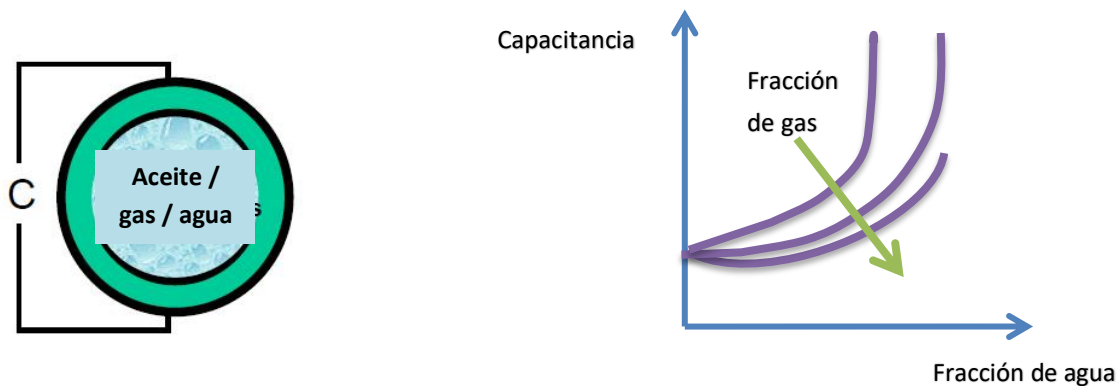 C
Aceite /
gas / agua
s
Capacitancia
Fracción
de gas
Fracción de agua